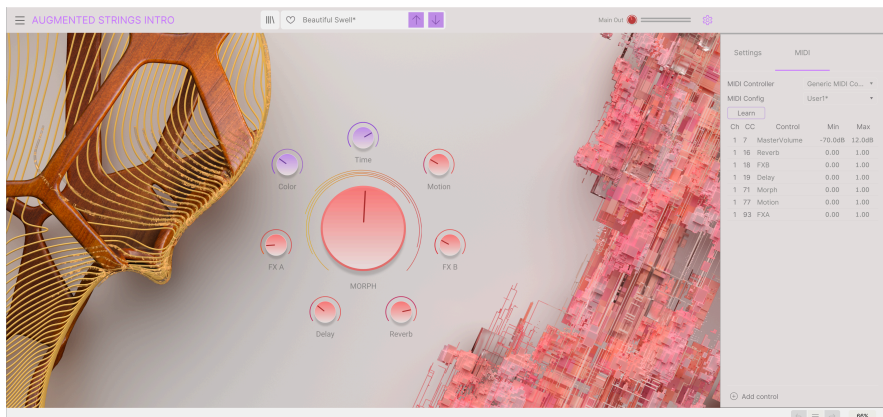 AUGMENTED STRINGS INTRO
Beautiful Swell*
Main Out
Settings MIDI
MIDI Controller Generic MIDI Co...
MIDI Config User1*
Learn
Ch CC Control Min Max
1 7 MasterVolume -70.0dB 12.0dB
1 16 Reverb 0.00 1.00
1 18 FXB 0.00 1.00
1 19 Delay 0.00 1.00
1 71 Morph 0.00 1.00
1 77 Motion 0.00 1.00
1 93 FXA 0.00 1.00
Time
Color
Motion
FX A
FX B
MORPH
Delay
Reverb
Add control
66%